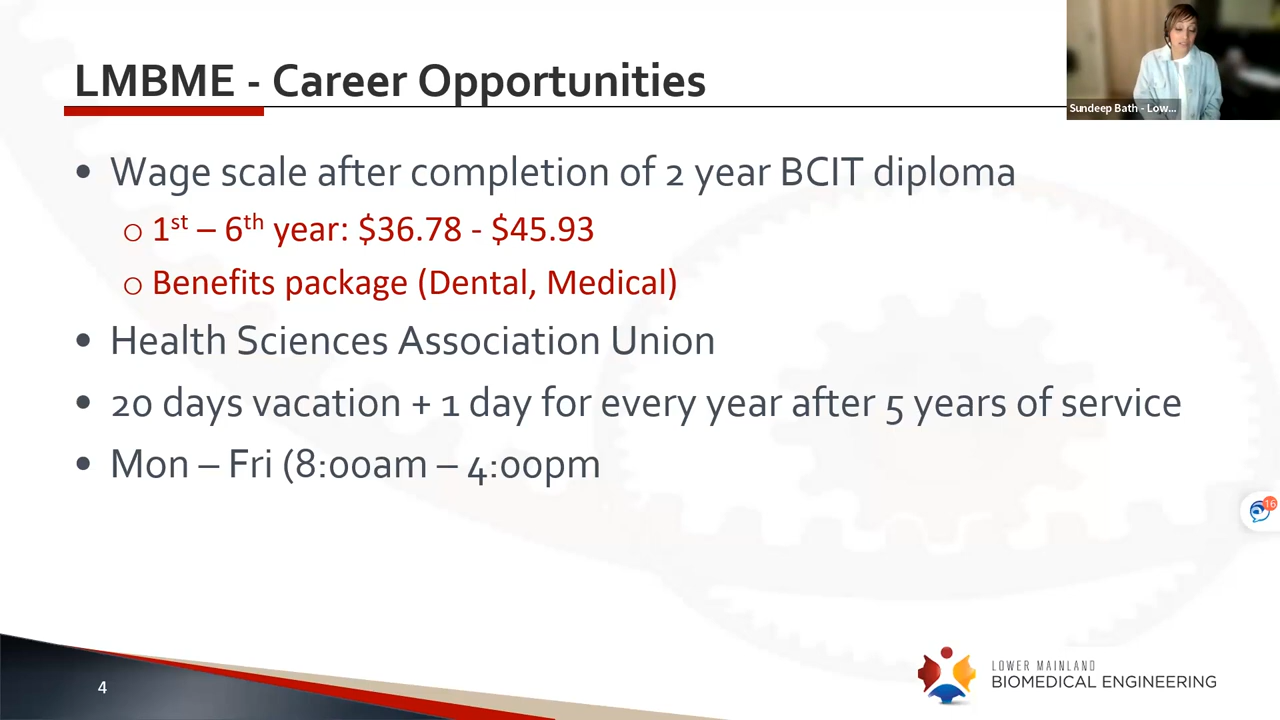 LMBME - Career Opportunities
Sundeep Bath - Low...
• Wage scale after completion of 2 year BCIT diploma
o 1st – 6th year: $36.78 - $45.93
o Benefits package (Dental, Medical)
• Health Sciences Association Union
• 20 days vacation + 1 day for every year after 5 years of service
• Mon – Fri (8:00am – 4:00pm
16
4
LOWER MAINLAND
BIOMEDICAL ENGINEERING